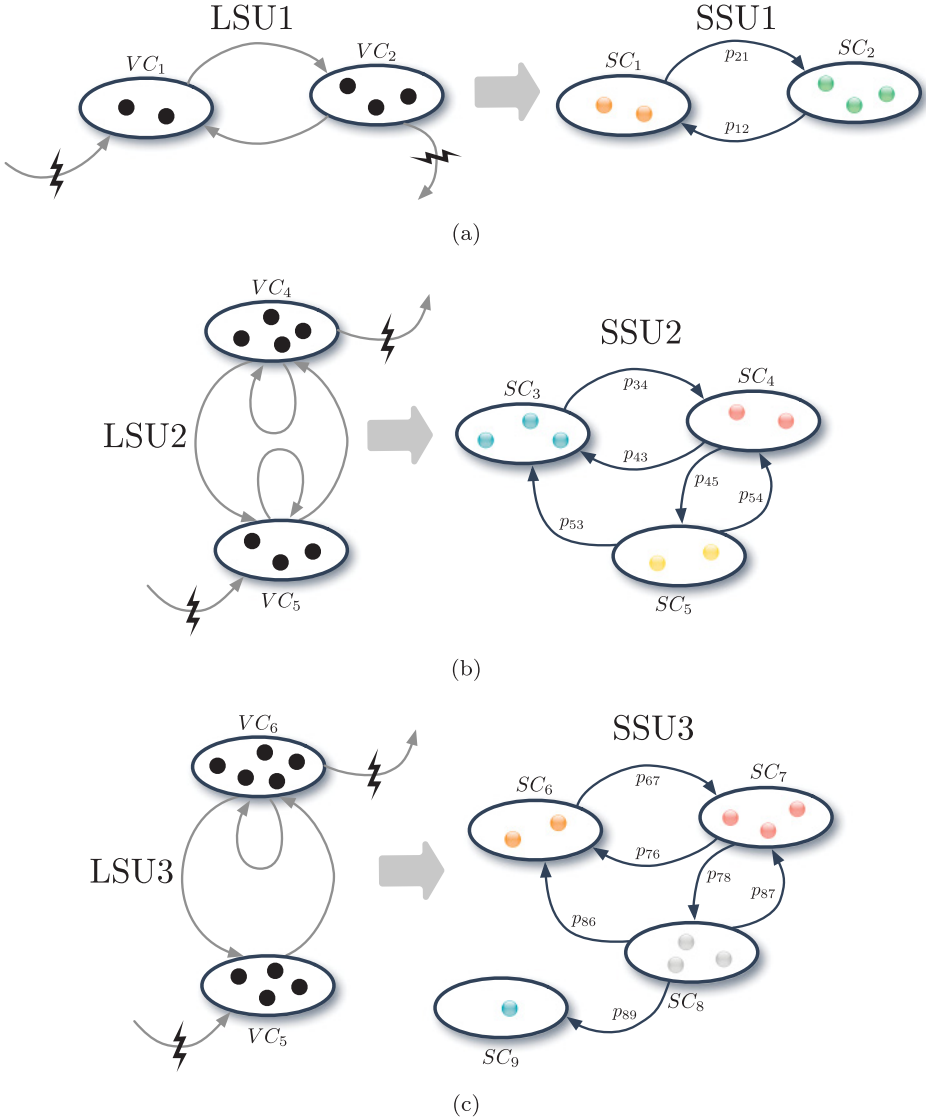 LSU1
SSU1
VC₁
VC₂
SC₁
SC₂
p₂₁
p₁₂
(a)
VC₄
LSU2
VC₅
SSU2
SC₃
SC₄
p₃₄
p₄₃
p₄₅
p₅₄
p₅₃
SC₅
(b)
VC₆
LSU3
VC₅
SSU3
SC₆
SC₇
p₆₇
p₇₆
p₇₈
p₈₇
p₈₆
SC₈
p₈₉
SC₉
(c)